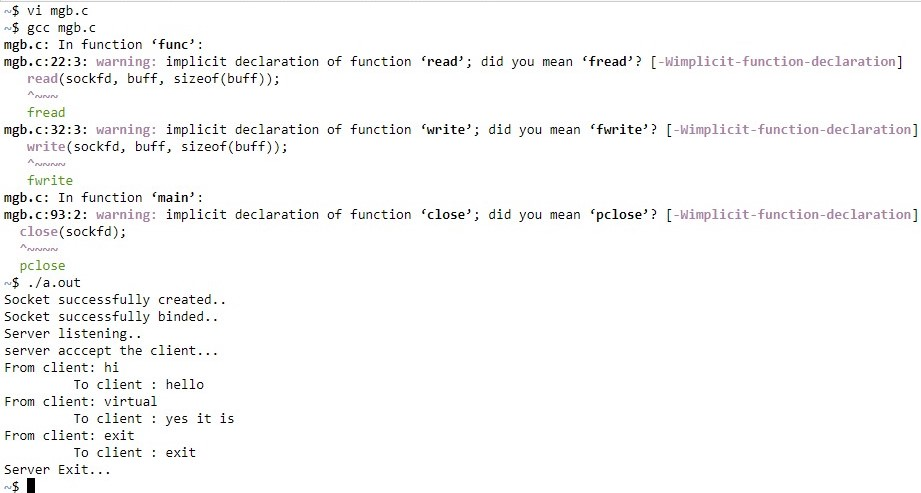 ~$ vi mgb.c
~$ gcc mgb.c
mgb.c: In function ‘func’:
mgb.c:22:3: warning: implicit declaration of function ‘read’; did you mean ‘fread’? [-Wimplicit-function-declaration]
   read(sockfd, buff, sizeof(buff));
   ^~~~
   fread
mgb.c:32:3: warning: implicit declaration of function ‘write’; did you mean ‘fwrite’? [-Wimplicit-function-declaration]
   write(sockfd, buff, sizeof(buff));
   ^~~~~
   fwrite
mgb.c: In function ‘main’:
mgb.c:93:2: warning: implicit declaration of function ‘close’; did you mean ‘pclose’? [-Wimplicit-function-declaration]
  close(sockfd);
  ^~~~~
  pclose
~$ ./a.out
Socket successfully created..
Socket successfully binded..
Server listening..
server acccept the client...
From client: hi
         To client : hello
From client: virtual
         To client : yes it is
From client: exit
         To client : exit
Server Exit...
~$